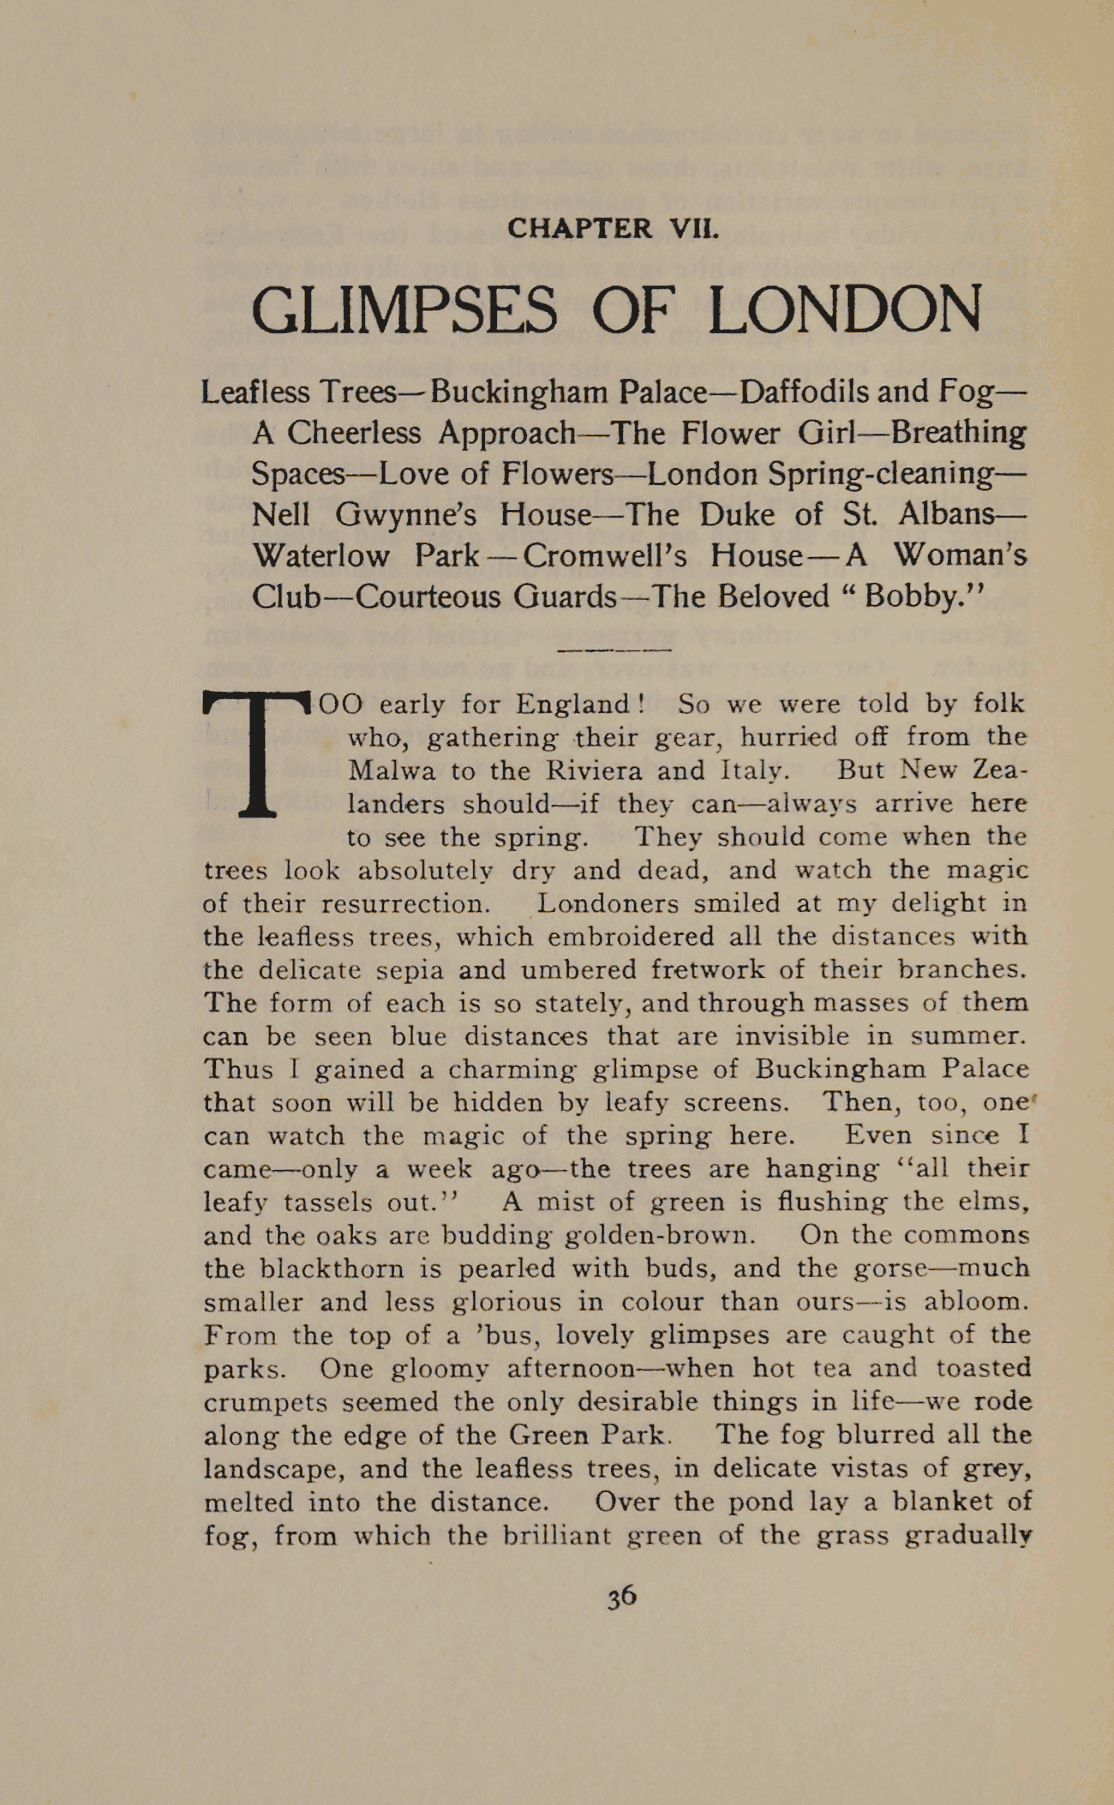 CHAPTER VII.
GLIMPSES OF LONDON
Leafless Trees—Buckingham Palace—Daffodils and Fog—
A Cheerless Approach—The Flower Girl—Breathing
Spaces—Love of Flowers—London Spring-cleaning—
Nell Gwynne's House—The Duke of St. Albans—
Waterlow Park—Cromwell's House—A Woman's
Club—Courteous Guards—The Beloved “Bobby.”
TOO early for England! So we were told by folk
who, gathering their gear, hurried off from the
Malwa to the Riviera and Italy. But New Zea-
landers should—if they can—always arrive here
to see the spring. They should come when the
trees look absolutely dry and dead, and watch the magic
of their resurrection. Londoners smiled at my delight in
the leafless trees, which embroidered all the distances with
the delicate sepia and umbered fretwork of their branches.
The form of each is so stately, and through masses of them
can be seen blue distances that are invisible in summer.
Thus I gained a charming glimpse of Buckingham Palace
that soon will be hidden by leafy screens. Then, too, one
can watch the magic of the spring here. Even since I
came—only a week ago—the trees are hanging “all their
leafy tassels out.” A mist of green is flushing the elms,
and the oaks are budding golden-brown. On the commons
the blackthorn is pearled with buds, and the gorse—much
smaller and less glorious in colour than ours—is abloom.
From the top of a ’bus, lovely glimpses are caught of the
parks. One gloomy afternoon—when hot tea and toasted
crumpets seemed the only desirable things in life—we rode
along the edge of the Green Park. The fog blurred all the
landscape, and the leafless trees, in delicate vistas of grey,
melted into the distance. Over the pond lay a blanket of
fog, from which the brilliant green of the grass gradually
36